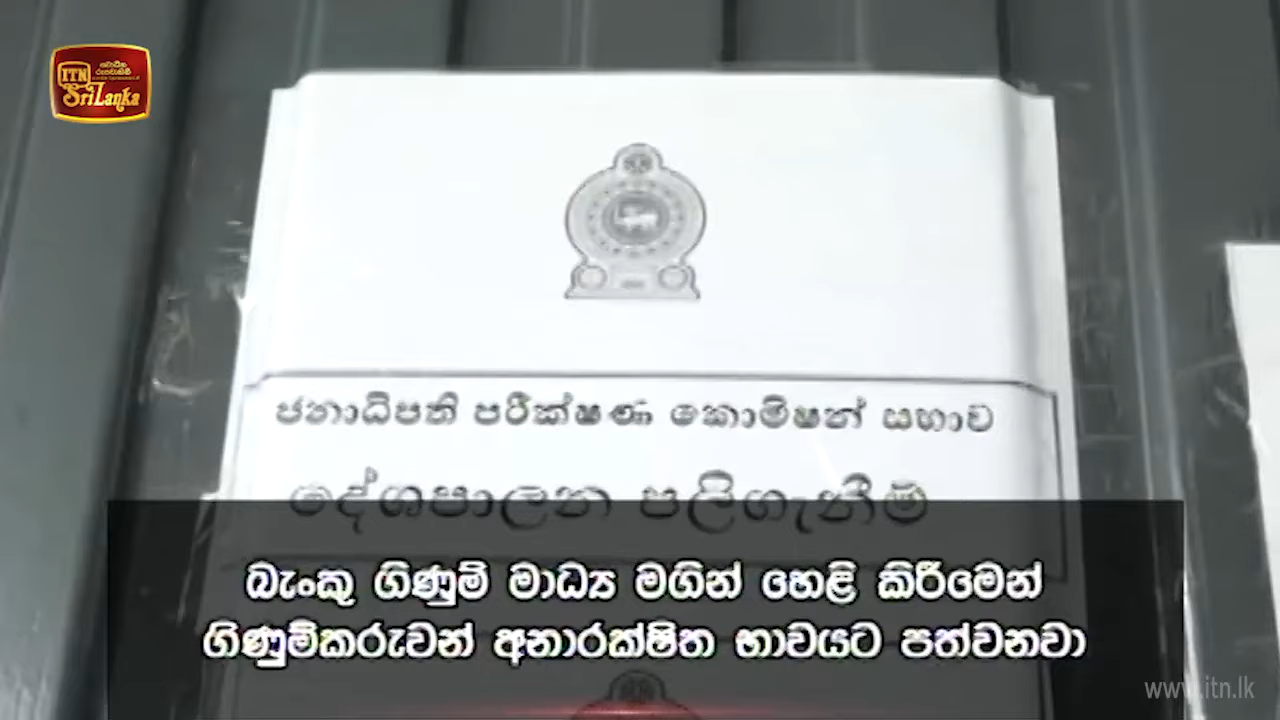 ITN
SriLanka
ජනාධිපති පරීක්ෂණ කොමිෂන් සභාව
දේශපාලන පලිගැනීම්
බැංකු ගිණුම් මාධ්‍ය මගින් හෙළි කිරීමෙන්
ගිණුම්කරුවන් අනාරක්ෂිත භාවයට පත්වනවා
www.itn.lk